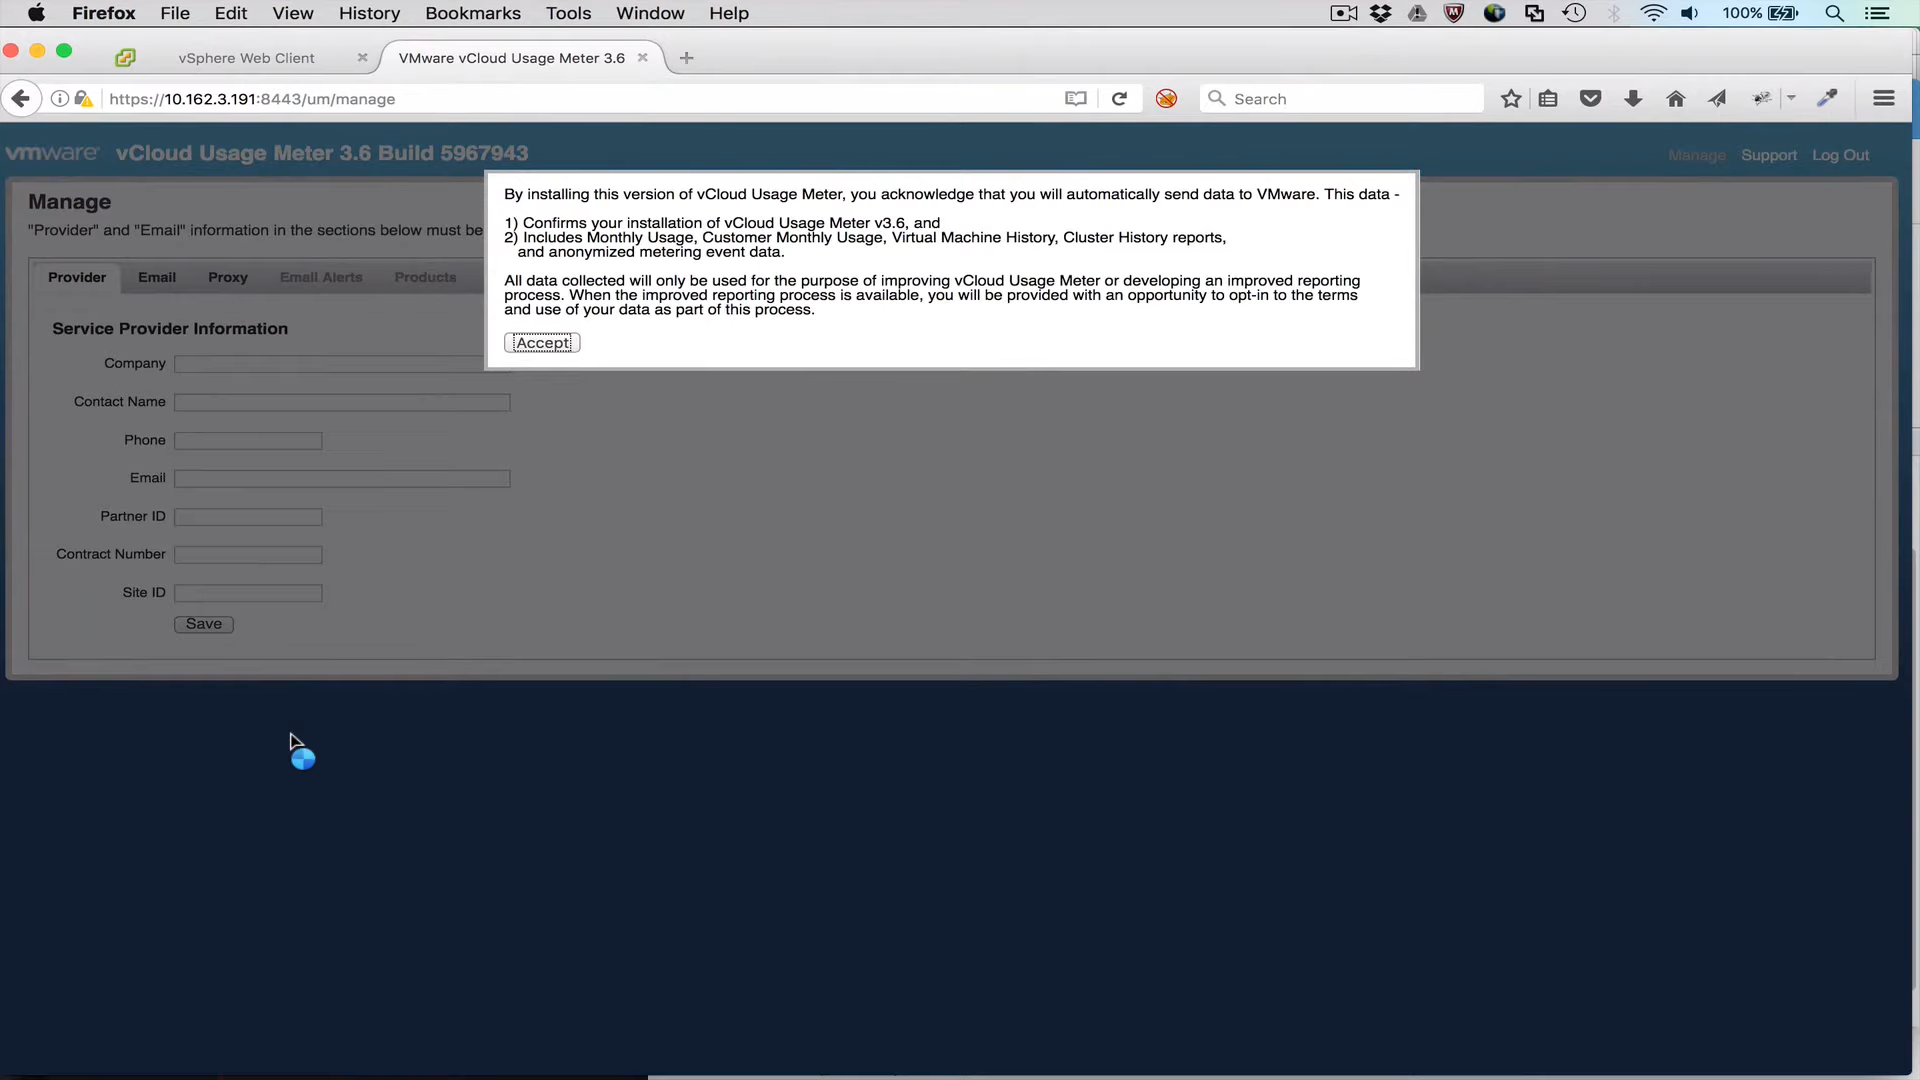 Firefox File Edit View History Bookmarks Tools Window Help 100%
vSphere Web Client VMware vCloud Usage Meter 3.6
https://10.162.3.191:8443/um/manage Search
vmware vCloud Usage Meter 3.6 Build 5967943 Manage Support Log Out
Manage
"Provider" and "Email" information in the sections below must be
Provider Email Proxy Email Alerts Products
Service Provider Information
Company
Contact Name
Phone
Email
Partner ID
Contract Number
Site ID
Save
By installing this version of vCloud Usage Meter, you acknowledge that you will automatically send data to VMware. This data -
1) Confirms your installation of vCloud Usage Meter v3.6, and
2) Includes Monthly Usage, Customer Monthly Usage, Virtual Machine History, Cluster History reports,
and anonymized metering event data.
All data collected will only be used for the purpose of improving vCloud Usage Meter or developing an improved reporting
process. When the improved reporting process is available, you will be provided with an opportunity to opt-in to the terms
and use of your data as part of this process.
Accept